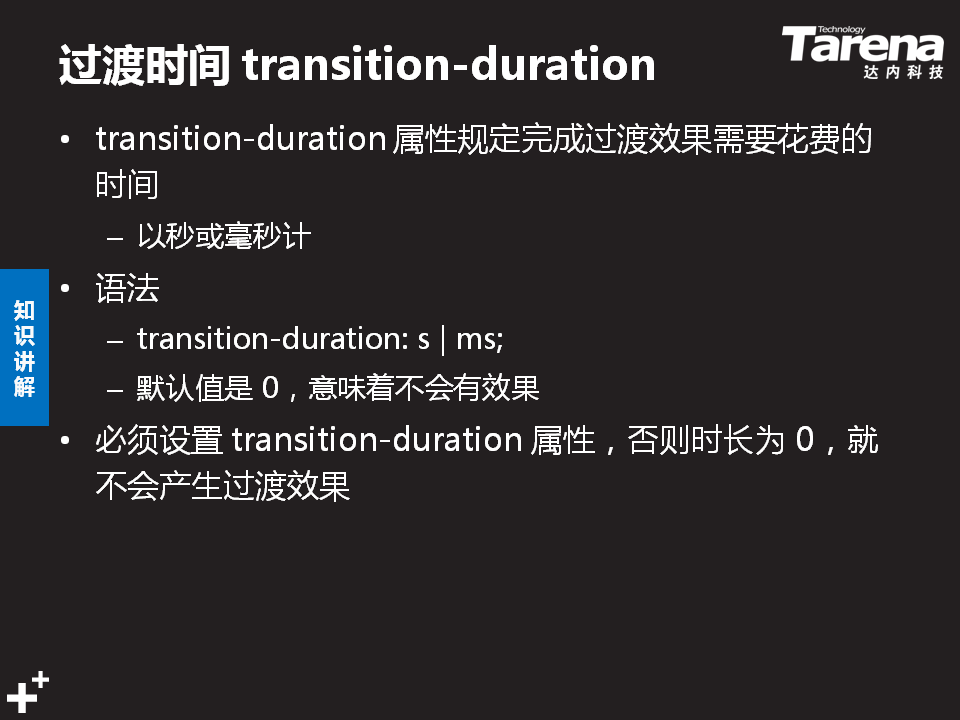 过渡时间 transition-duration
Technology
Tarena
达内科技
• transition-duration 属性规定完成过渡效果需要花费的
时间
– 以秒或毫秒计
• 语法
– transition-duration: s | ms;
– 默认值是 0，意味着不会有效果
• 必须设置 transition-duration 属性，否则时长为 0，就
不会产生过渡效果
知
识
讲
解